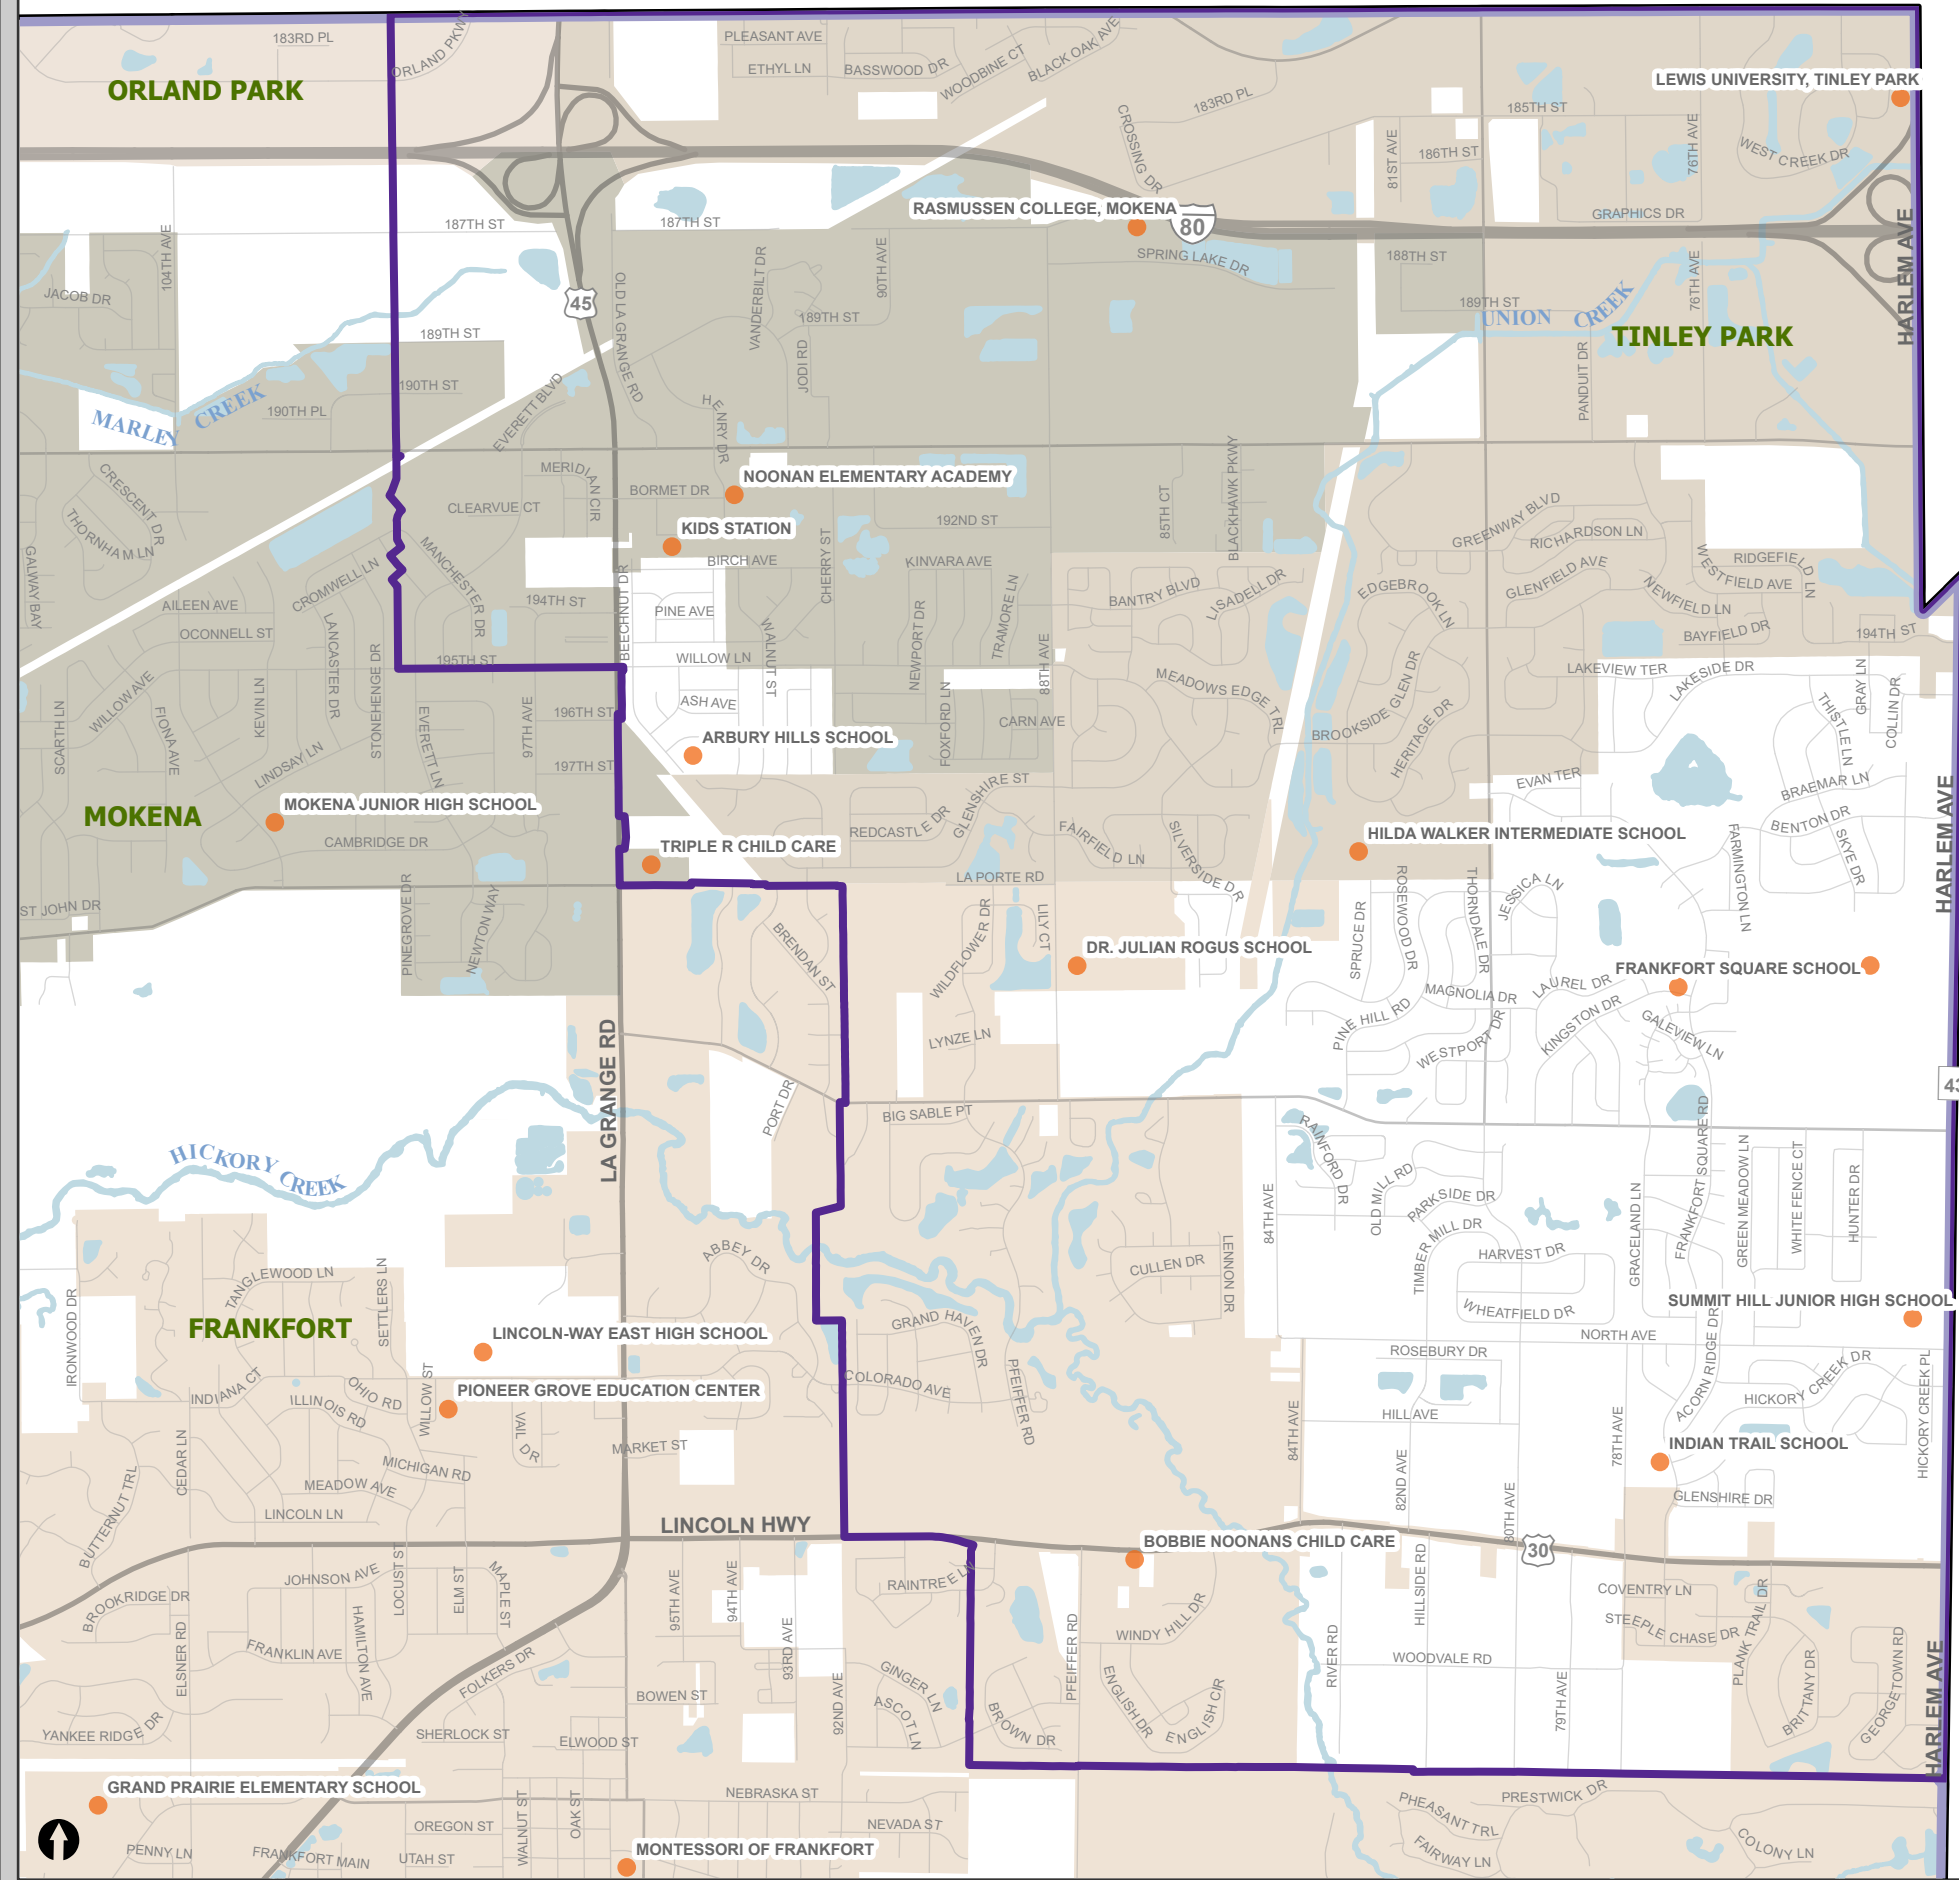 183RD PL
ORLAND PKWY
PLEASANT AVE
ETHYL LN
BASSWOOD DR
WOODBINE CT
BLACK OAK AVE
ORLAND PARK
CROSSING DR
183RD PL
LEWIS UNIVERSITY, TINLEY PARK
185TH ST
81ST AVE
186TH ST
76TH AVE
WEST CREEK DR
104TH AVE
187TH ST
187TH ST
RASMUSSEN COLLEGE, MOKENA
80
GRAPHICS DR
HARLEM AVE
JACOB DR
45
OLD LA GRANGE RD
VANDERBILT DR
90TH AVE
SPRING LAKE DR
188TH ST
76TH AVE
189TH ST
189TH ST
189TH ST
UNION CREEK
TINLEY PARK
JODI RD
PANDUIT DR
190TH ST
190TH PL
MARLEY CREEK
EVERETT BLVD
HENRY DR
CRESCENT DR
THORNHAM LN
MERIDIAN CIR
CLEARVUE CT
BORMET DR
NOONAN ELEMENTARY ACADEMY
KIDS STATION
192ND ST
85TH CT
BLACKHAWK PKWY
GREENWAY BLVD
RICHARDSON LN
GALWAY BAY
AILEEN AVE
OCONNELL ST
CROMWELL LN
MANCHESTER DR
194TH ST
BEECHNUT DR
BIRCH AVE
CHERRY ST
KINVARA AVE
PINE AVE
WALNUT ST
NEWPORT DR
TRAMORE LN
BANTRY BLVD
LISADELL DR
EDGEBROOK LN
GLENFIELD AVE
WESTFIELD AVE
RIDGEFIELD LN
NEWFIELD LN
BAYFIELD DR
194TH ST
LANCASTER DR
STONEHENGE DR
195TH ST
WILLOW LN
88TH AVE
LAKEVIEW TER
LAKESIDE DR
GRAY LN
COLLIN DR
THISTLE LN
SCARTH LN
WILLOW AVE
FIONA AVE
KEVIN LN
LINDSAY LN
EVERETT LN
97TH AVE
196TH ST
197TH ST
ASH AVE
ARBURY HILLS SCHOOL
FOXFORD LN
CARN AVE
MEADOWS EDGE TRL
BROOKSIDE GLEN DR
HERITAGE DR
EVAN TER
BRAEMAR LN
BENTON DR
SKYE DR
HARLEM AVE
MOKENA
MOKENA JUNIOR HIGH SCHOOL
CAMBRIDGE DR
TRIPLE R CHILD CARE
REDCASTLE DR
GLENSHIRE ST
FAIRFIELD LN
SILVERSIDE DR
HILDA WALKER INTERMEDIATE SCHOOL
FARMINGTON LN
LA PORTE RD
ST JOHN DR
PINEGROVE DR
NEWTON WAY
BRENDAN ST
WILDFLOWER DR
LILY CT
DR. JULIAN ROGUS SCHOOL
SPRUCE DR
ROSEWOOD DR
THORNDALE DR
JESSICA LN
FRANKFORT SQUARE SCHOOL
MAGNOLIA DR
LAUREL DR
PINE HILL RD
WESTPORT DR
KINGSTON DR
GALEVIEW LN
LA GRANGE RD
LYNZE LN
PORT DR
BIG SABLE PT
43
HICKORY CREEK
RAINFORD DR
OLD MILL RD
PARKSIDE DR
TIMBER MILL DR
HARVEST DR
WHEATFIELD DR
GRACELAND LN
FRANKFORT SQUARE RD
GREEN MEADOW LN
WHITE FENCE CT
HUNTER DR
84TH AVE
ABBEY DR
CULLEN DR
LENNON DR
TANGLEWOOD LN
SETTLERS LN
IRONWOOD DR
FRANKFORT
LINCOLN-WAY EAST HIGH SCHOOL
GRAND HAVEN DR
SUMMIT HILL JUNIOR HIGH SCHOOL
NORTH AVE
ROSEBURY DR
INDIANA CT
ILLINOIS RD
OHIO RD
WILLOW ST
PIONEER GROVE EDUCATION CENTER
COLORADO AVE
PFEIFFER RD
HILL AVE
84TH AVE
ACORN RIDGE DR
HICKORY CREEK DR
HICKORY CREEK PL
VAIL DR
MARKET ST
78TH AVE
INDIAN TRAIL SCHOOL
CEDAR LN
MICHIGAN RD
MEADOW AVE
LINCOLN LN
BUTTERNUT TRL
82ND AVE
80TH AVE
GLENSHIRE DR
LINCOLN HWY
BOBBIE NOONANS CHILD CARE
30
BROOKRIDGE DR
JOHNSON AVE
LOCUST ST
ELM ST
MAPLE ST
95TH AVE
94TH AVE
RAINTREE LN
HILLSIDE RD
COVENTRY LN
STEEPLE CHASE DR
PLANK TRAIL DR
ELSNER RD
FRANKLIN AVE
HAMILTON AVE
FOLKERS DR
93RD AVE
92ND AVE
GINGER LN
ASCOT LN
PFEIFFER RD
WINDY HILL DR
RIVER RD
WOODVALE RD
BRITTANY DR
GEORGETOWN RD
HARLEM AVE
YANKEE RIDGE DR
SHERLOCK ST
BOWEN ST
ELWOOD ST
BROWN DR
ENGLISH DR
ENGLISH CIR
79TH AVE
GRAND PRAIRIE ELEMENTARY SCHOOL
NEBRASKA ST
PHEASANT TRL
PRESTWICK DR
PENNY LN
FRANKFORT MAIN
OREGON ST
UTAH ST
WALNUT ST
OAK ST
MONTESSORI OF FRANKFORT
NEVADA ST
FAIRWAY LN
COLONY LN